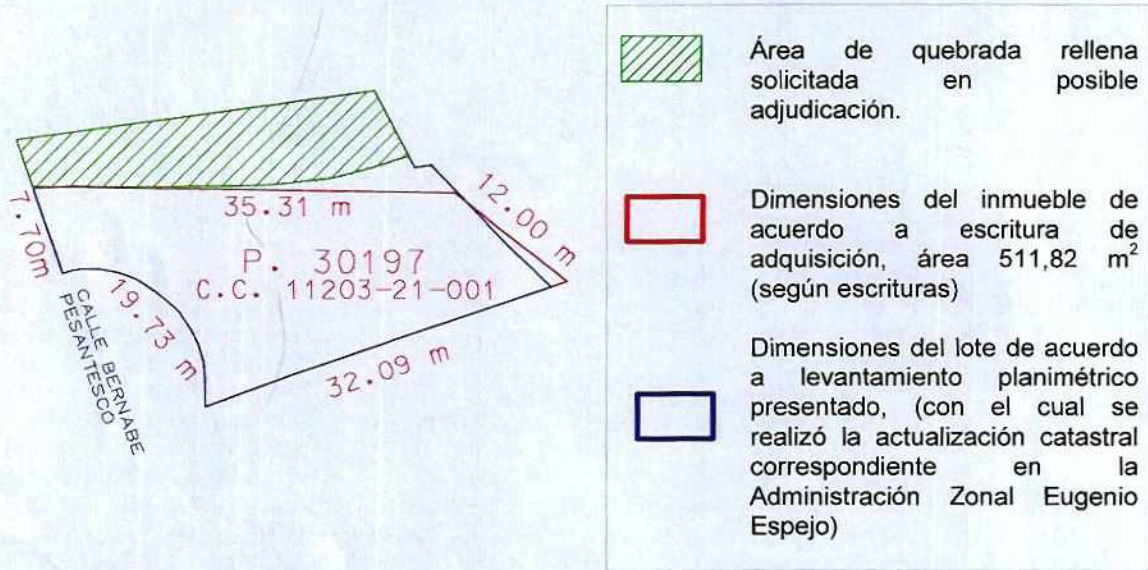 35.31 m
12.00 m
7.70m
P. 30197
C.C. 11203-21-001
19.73 m
CALLE BERNABE
PESANTESCO
32.09 m
Área de quebrada rellena
solicitada en posible
adjudicación.
Dimensiones del inmueble de
acuerdo a escritura de
adquisición, área 511,82 m²
(según escrituras)
Dimensiones del lote de acuerdo
a levantamiento planimétrico
presentado, (con el cual se
realizó la actualización catastral
correspondiente en la
Administración Zonal Eugenio
Espejo)